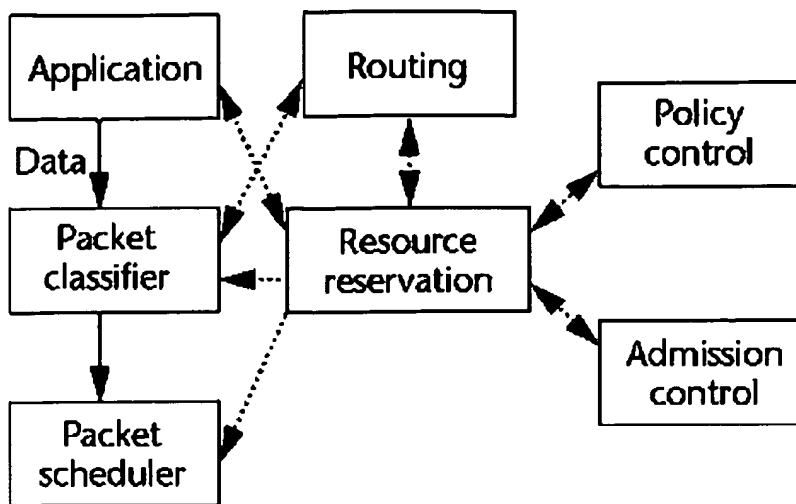 Application
Routing
Policy
control
Data
Packet
classifier
Resource
reservation
Admission
control
Packet
scheduler